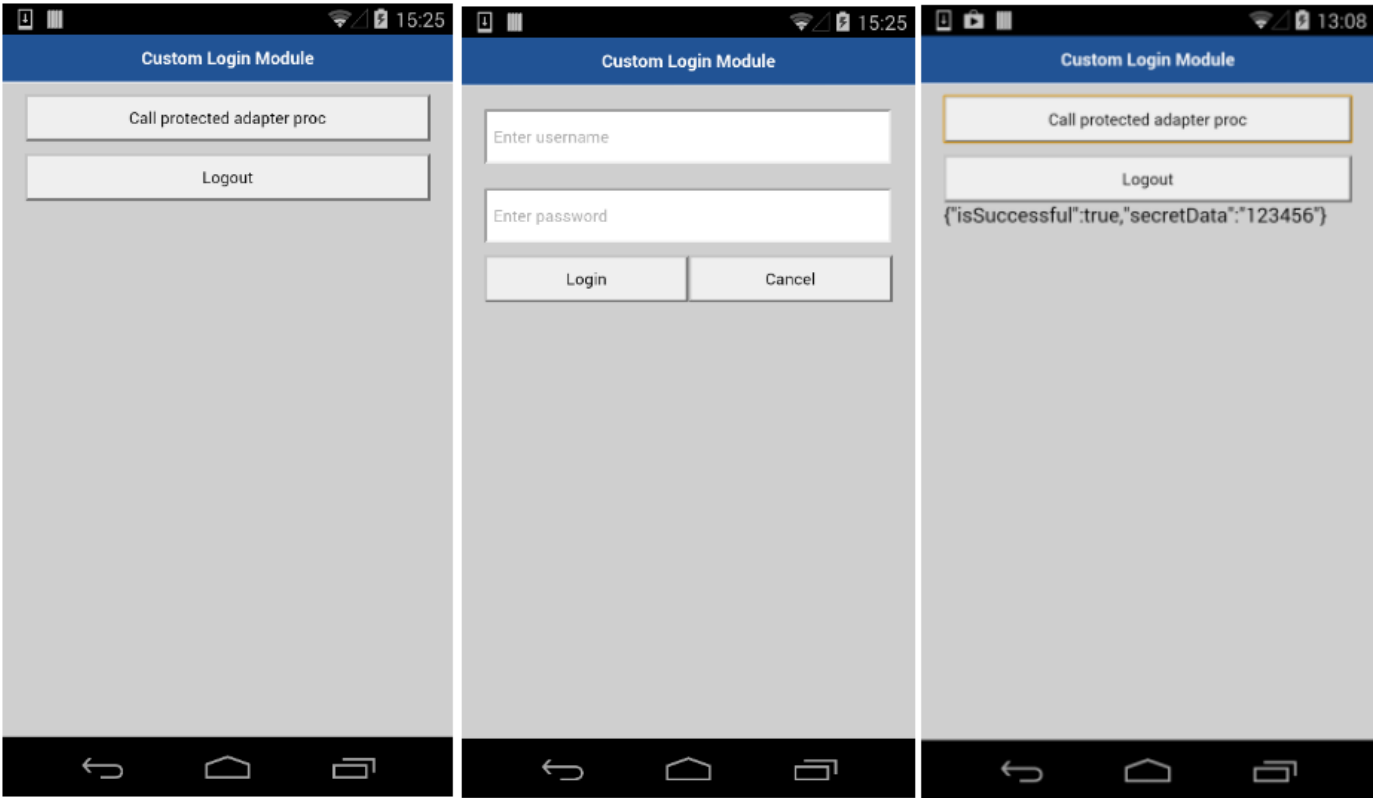 15:25
Custom Login Module
Call protected adapter proc
Logout
15:25
Custom Login Module
Enter username
Enter password
Login Cancel
13:08
Custom Login Module
Call protected adapter proc
Logout
{"isSuccessful":true,"secretData":"123456"}